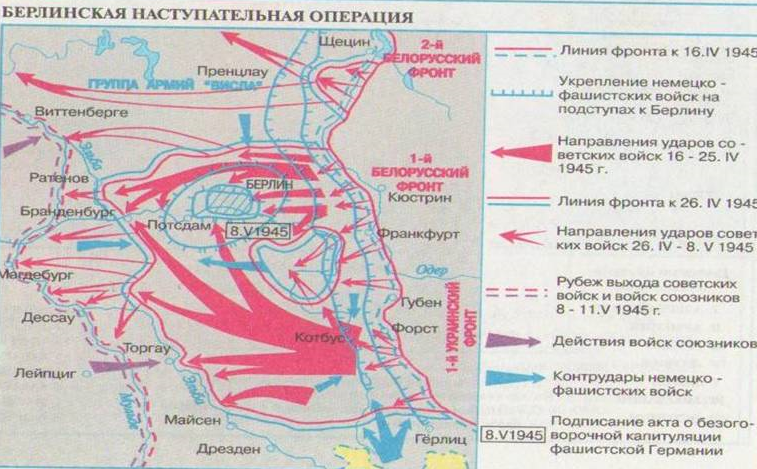 БЕРЛИНСКАЯ НАСТУПАТЕЛЬНАЯ ОПЕРАЦИЯ
Щецин
2-й
БЕЛОРУССКИЙ
ФРОНТ
Пренцлау
ГРУППА АРМИЙ "ВИСЛА"
Виттенберге
Эльба
1-й
БЕЛОРУССКИЙ
ФРОНТ
Ратенов
БЕРЛИН
Кюстрин
Бранденбург
Потсдам
8.V1945
Франкфурт
Одер
Магдебург
Губен
Дессау
Форст
Котбус
1-й УКРАИНСКИЙ
ФРОНТ
Торгау
Лейпциг
Эльба
Мульде
Майсен
Дрезден
Гёрлиц
Линия фронта к 16.IV 1945
Укрепление немецко -
фашистских войск на
подступах к Берлину
Направления ударов со -
ветских войск 16 - 25. IV
1945 г.
Линия фронта к 26. IV 1945
Направления ударов совет
ких войск 26. IV - 8. V 1945
Рубеж выхода советских
войск и войск союзников
8 - 11.V 1945 г.
Действия войск союзников
Контрудары немецко -
фашистских войск
8.V1945
Подписание акта о безого-
ворочной капитуляции
фашистской Германии